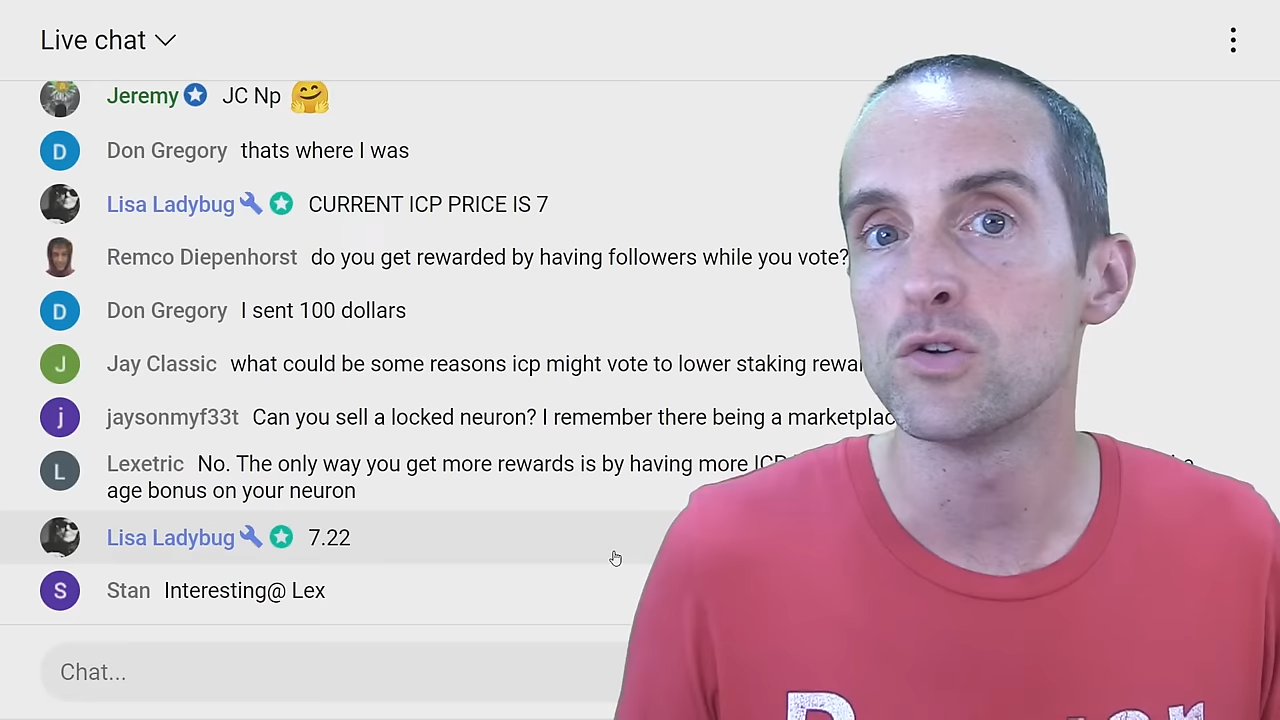 Live chat
Jeremy JC Np
Don Gregory thats where I was
Lisa Ladybug CURRENT ICP PRICE IS 7
Remco Diepenhorst do you get rewarded by having followers while you vote?
Don Gregory I sent 100 dollars
Jay Classic what could be some reasons icp might vote to lower staking
jaysonmyf33t Can you sell a locked neuron? I remember there being a
Lexetric No. The only way you get more rewards is by having more ICP
age bonus on your neuron
Lisa Ladybug 7.22
Stan Interesting@ Lex
Chat...